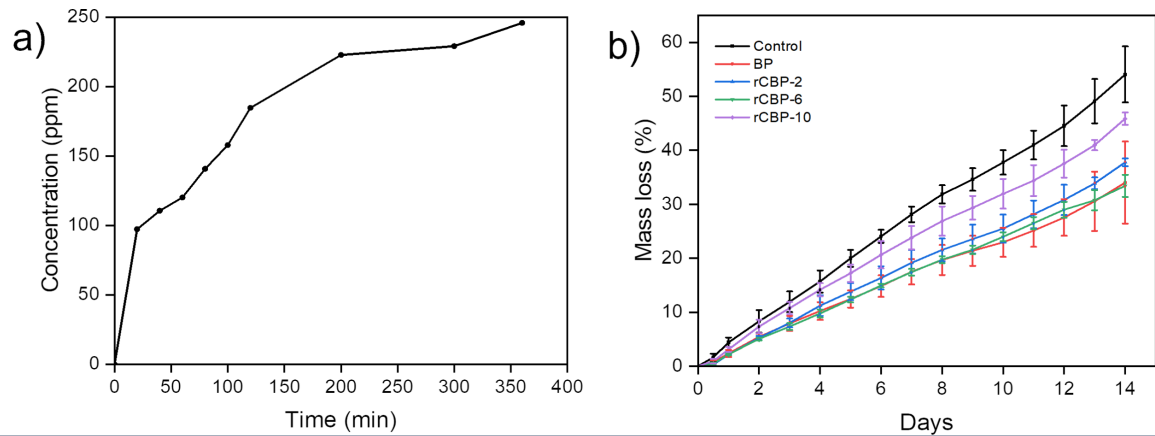 a)
Concentration (ppm)
250
200
150
100
50
0
0 50 100 150 200 250 300 350 400
Time (min)
b)
Mass loss (%)
60
50
40
30
20
10
0
Control
BP
rCBP-2
rCBP-6
rCBP-10
0 2 4 6 8 10 12 14
Days